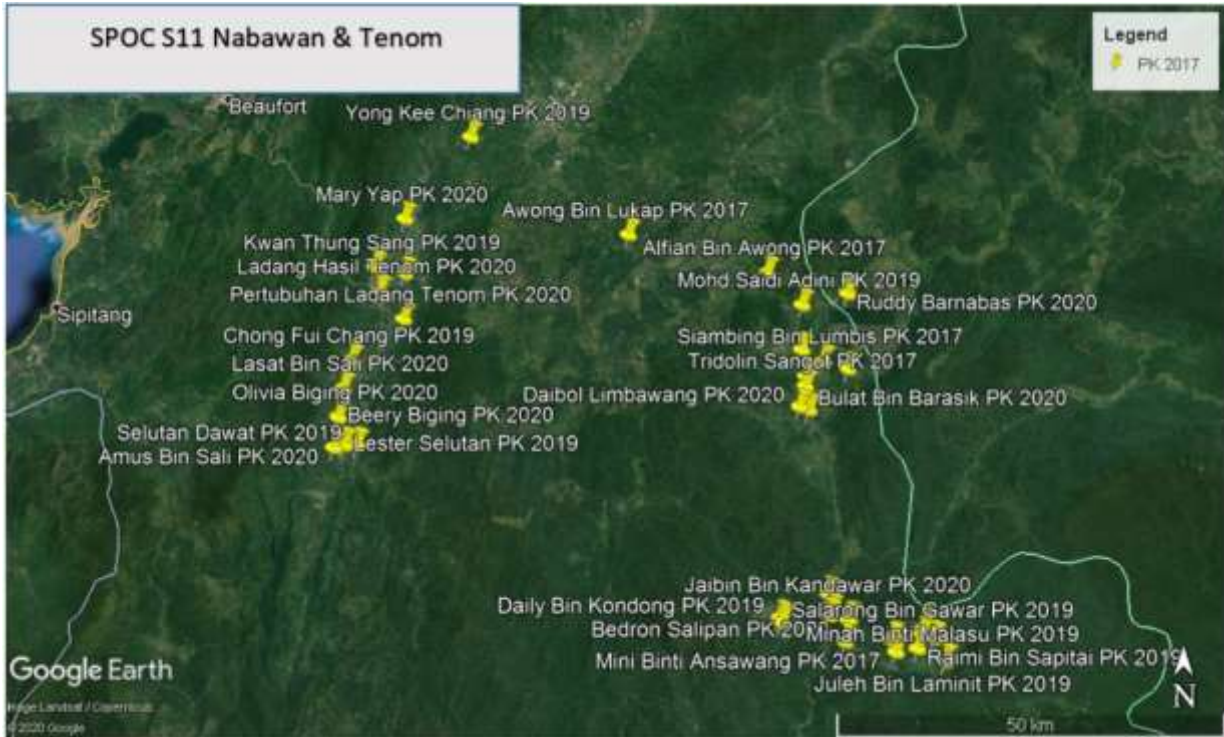 SPOC S11 Nabawan & Tenom
Legend
PK 2017
Beaufort
Yong Kee Chiang PK 2019
Mary Yap PK 2020
Awong Bin Lukap PK 2017
Kwan Thung Sang PK 2019
Alfian Bin Awong PK 2017
Ladang Hasil Tenom PK 2020
Mohd Saidi Adini PK 2019
Pertubuhan Ladang Tenom PK 2020
Ruddy Barnabas PK 2020
Sipitang
Chong Fui Chang PK 2019
Siambing Bin Lumbis PK 2017
Lasat Bin Sali PK 2020
Tridolin Sangot PK 2017
Olivia Biging PK 2020
Daibol Limbawang PK 2020
Bulat Bin Barasik PK 2020
Beery Biging PK 2020
Selutan Dawat PK 2019
Lester Selutan PK 2019
Amus Bin Sali PK 2020
Jaibin Bin Kandawar PK 2020
Daily Bin Kondong PK 2019
Salarong Bin Gawar PK 2019
Bedron Salipan PK
Minah Binti Malasu PK 2019
Mini Binti Ansawang PK 2017
Raimi Bin Sapitai PK 2019
Juleh Bin Laminit PK 2019
Google Earth
N
Landsat / Copernicus
© 2020 Google
50 km